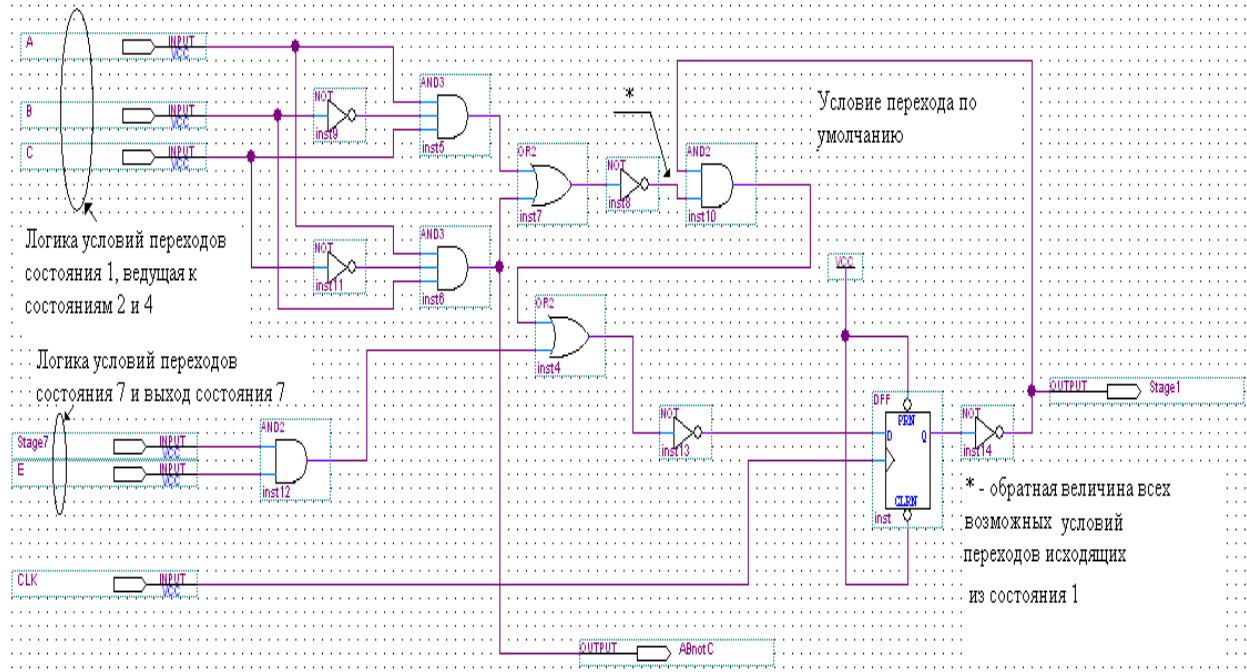 A
INPUT
VCC
B
INPUT
VCC
C
INPUT
VCC
NOT
inst9
AND3
inst5
OR2
inst7
NOT
inst8
*
AND2
inst10
Условие перехода по
умолчанию
Логика условий переходов
состояния 1, ведущая к
состояниям 2 и 4
NOT
inst11
AND3
inst6
VCC
OR2
inst4
Логика условий переходов
состояния 7 и выход состояния 7
Stage7
INPUT
VCC
E
INPUT
VCC
AND2
inst12
NOT
inst13
DFF
PRN
D
Q
CLRN
inst
NOT
inst14
OUTPUT
Stage1
* - обратная величина всех
возможных условий
переходов исходящих
из состояния 1
CLK
INPUT
VCC
OUTPUT
ABnotC